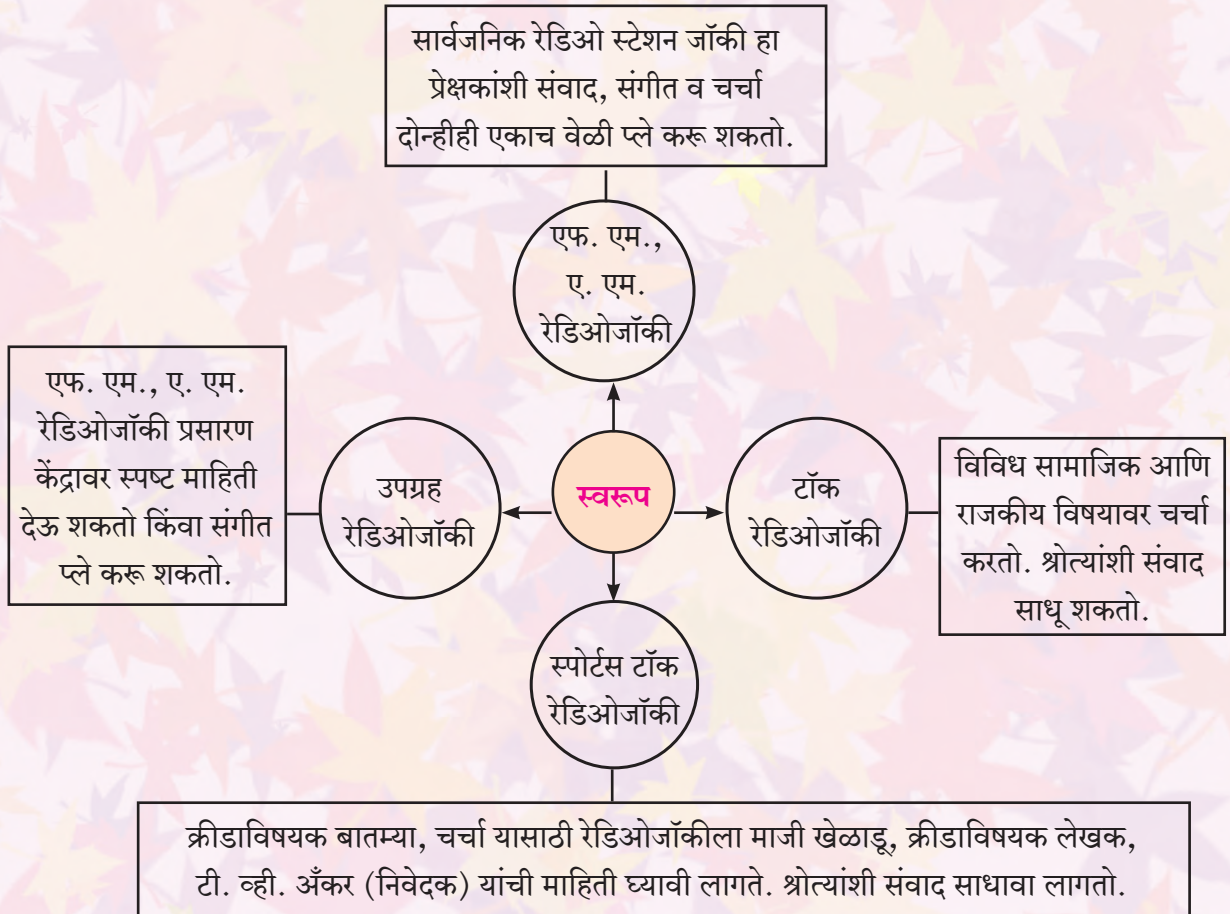 सार्वजनिक रेडिओ स्टेशन जॉकी हा
प्रेक्षकांशी संवाद, संगीत व चर्चा
दोन्हीही एकाच वेळी प्ले करू शकतो.
एफ. एम.,
ए. एम.
रेडिओजॉकी
एफ. एम., ए. एम.
रेडिओजॉकी प्रसारण
केंद्रावर स्पष्ट माहिती
देऊ शकतो किंवा संगीत
प्ले करू शकतो.
उपग्रह
रेडिओजॉकी
स्वरूप
टॉक
रेडिओजॉकी
विविध सामाजिक आणि
राजकीय विषयावर चर्चा
करतो. श्रोत्यांशी संवाद
साधू शकतो.
स्पोर्टस टॉक
रेडिओजॉकी
क्रीडाविषयक बातम्या, चर्चा यासाठी रेडिओजॉकीला माजी खेळाडू, क्रीडाविषयक लेखक,
टी. व्ही. अँकर (निवेदक) यांची माहिती घ्यावी लागते. श्रोत्यांशी संवाद साधावा लागतो.